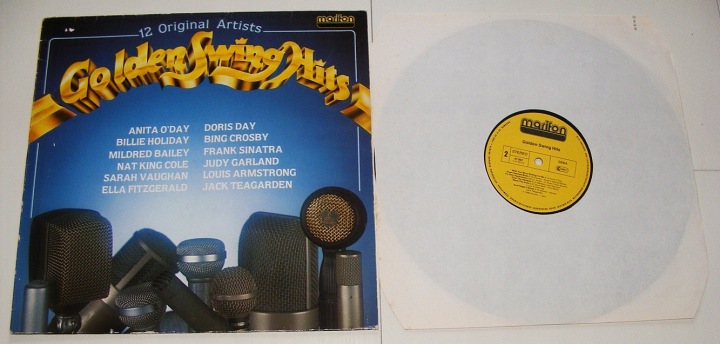 marifon
12 Original Artists
Golden Swing Hits
ANITA O'DAY
BILLIE HOLIDAY
MILDRED BAILEY
NAT KING COLE
SARAH VAUGHAN
ELLA FITZGERALD
DORIS DAY
BING CROSBY
FRANK SINATRA
JUDY GARLAND
LOUIS ARMSTRONG
JACK TEAGARDEN
marifon
Golden Swing Hits
2
STEREO